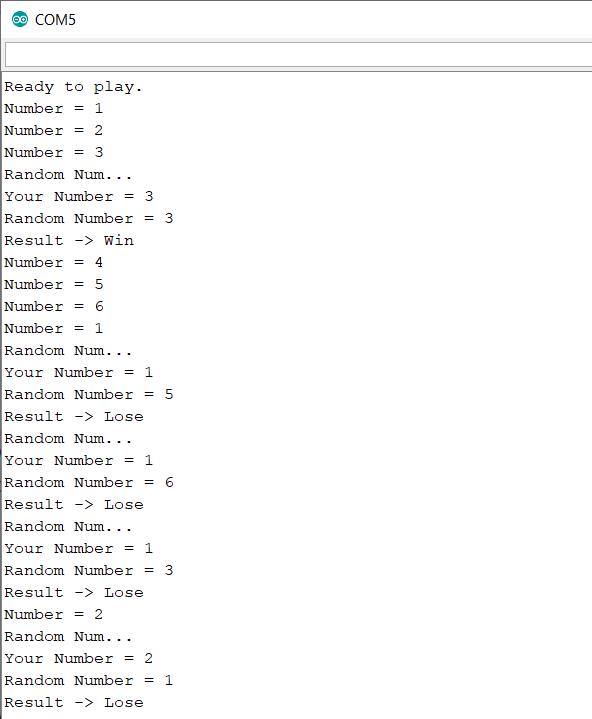 COM5
Ready to play.
Number = 1
Number = 2
Number = 3
Random Num...
Your Number = 3
Random Number = 3
Result -> Win
Number = 4
Number = 5
Number = 6
Number = 1
Random Num...
Your Number = 1
Random Number = 5
Result -> Lose
Random Num...
Your Number = 1
Random Number = 6
Result -> Lose
Random Num...
Your Number = 1
Random Number = 3
Result -> Lose
Number = 2
Random Num...
Your Number = 2
Random Number = 1
Result -> Lose